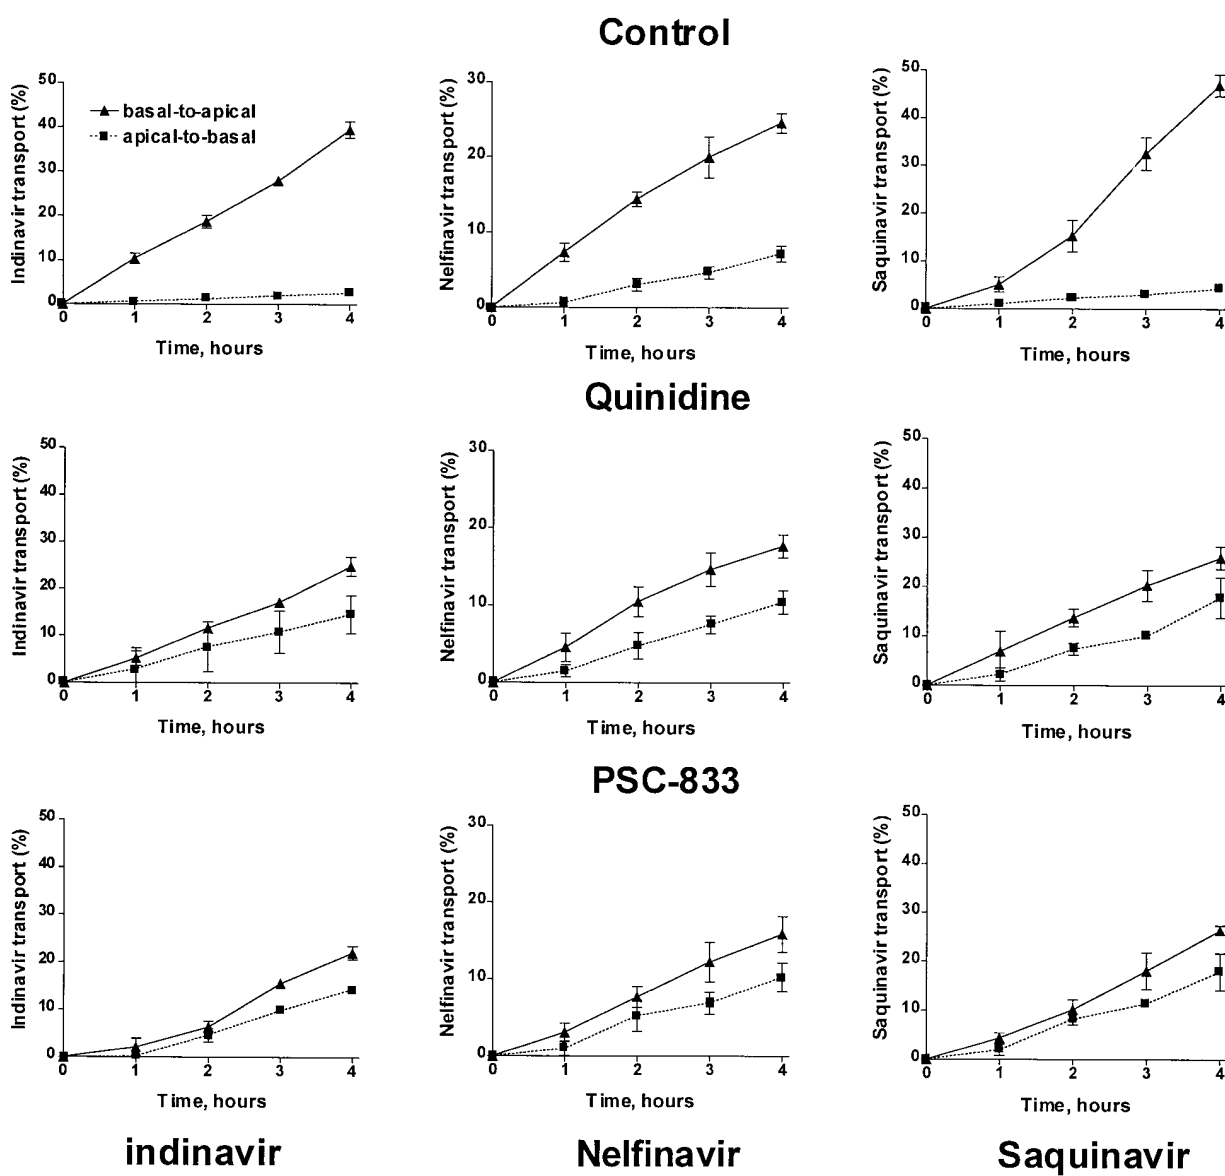 Control
Indinavir transport (%)
50
40
30
20
10
0
basal-to-apical
apical-to-basal
0 1 2 3 4
Time, hours
Nelfinavir transport (%)
30
20
10
0
0 1 2 3 4
Time, hours
Saquinavir transport (%)
50
40
30
20
10
0
0 1 2 3 4
Time, hours
Quinidine
Indinavir transport (%)
50
40
30
20
10
0
0 1 2 3 4
Time, hours
Nelfinavir transport (%)
30
20
10
0
0 1 2 3 4
Time, hours
Saquinavir transport (%)
50
40
30
20
10
0
0 1 2 3 4
Time, hours
PSC-833
Indinavir transport (%)
50
40
30
20
10
0
0 1 2 3 4
Time, hours
Nelfinavir transport (%)
30
20
10
0
0 1 2 3 4
Time, hours
Saquinavir transport (%)
50
40
30
20
10
0
0 1 2 3 4
Time, hours
indinavir
Nelfinavir
Saquinavir